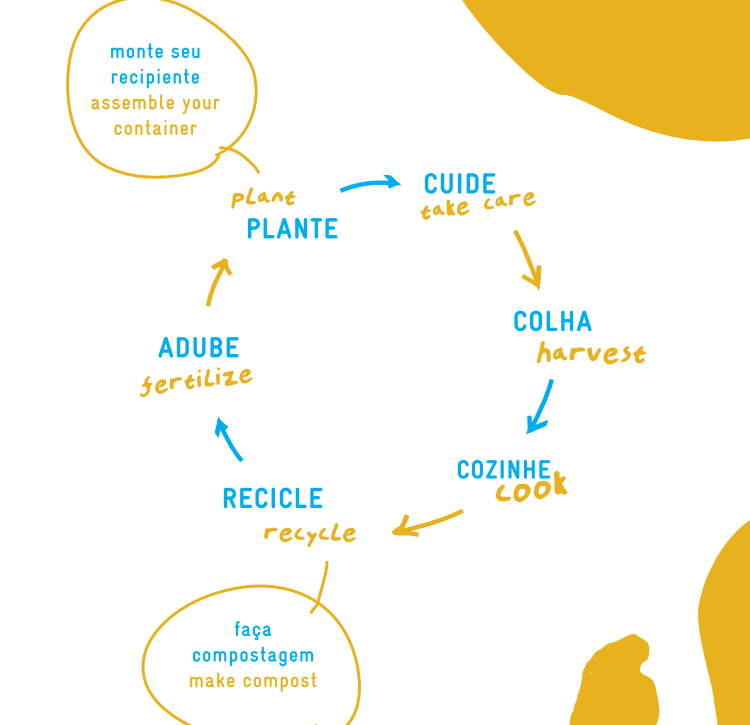 monte seu
recipiente
assemble your
container
plant
PLANTE
CUIDE
take care
COLHA
harvest
COZINHE
cook
RECICLE
recycle
ADUBE
fertilize
faça
compostagem
make compost